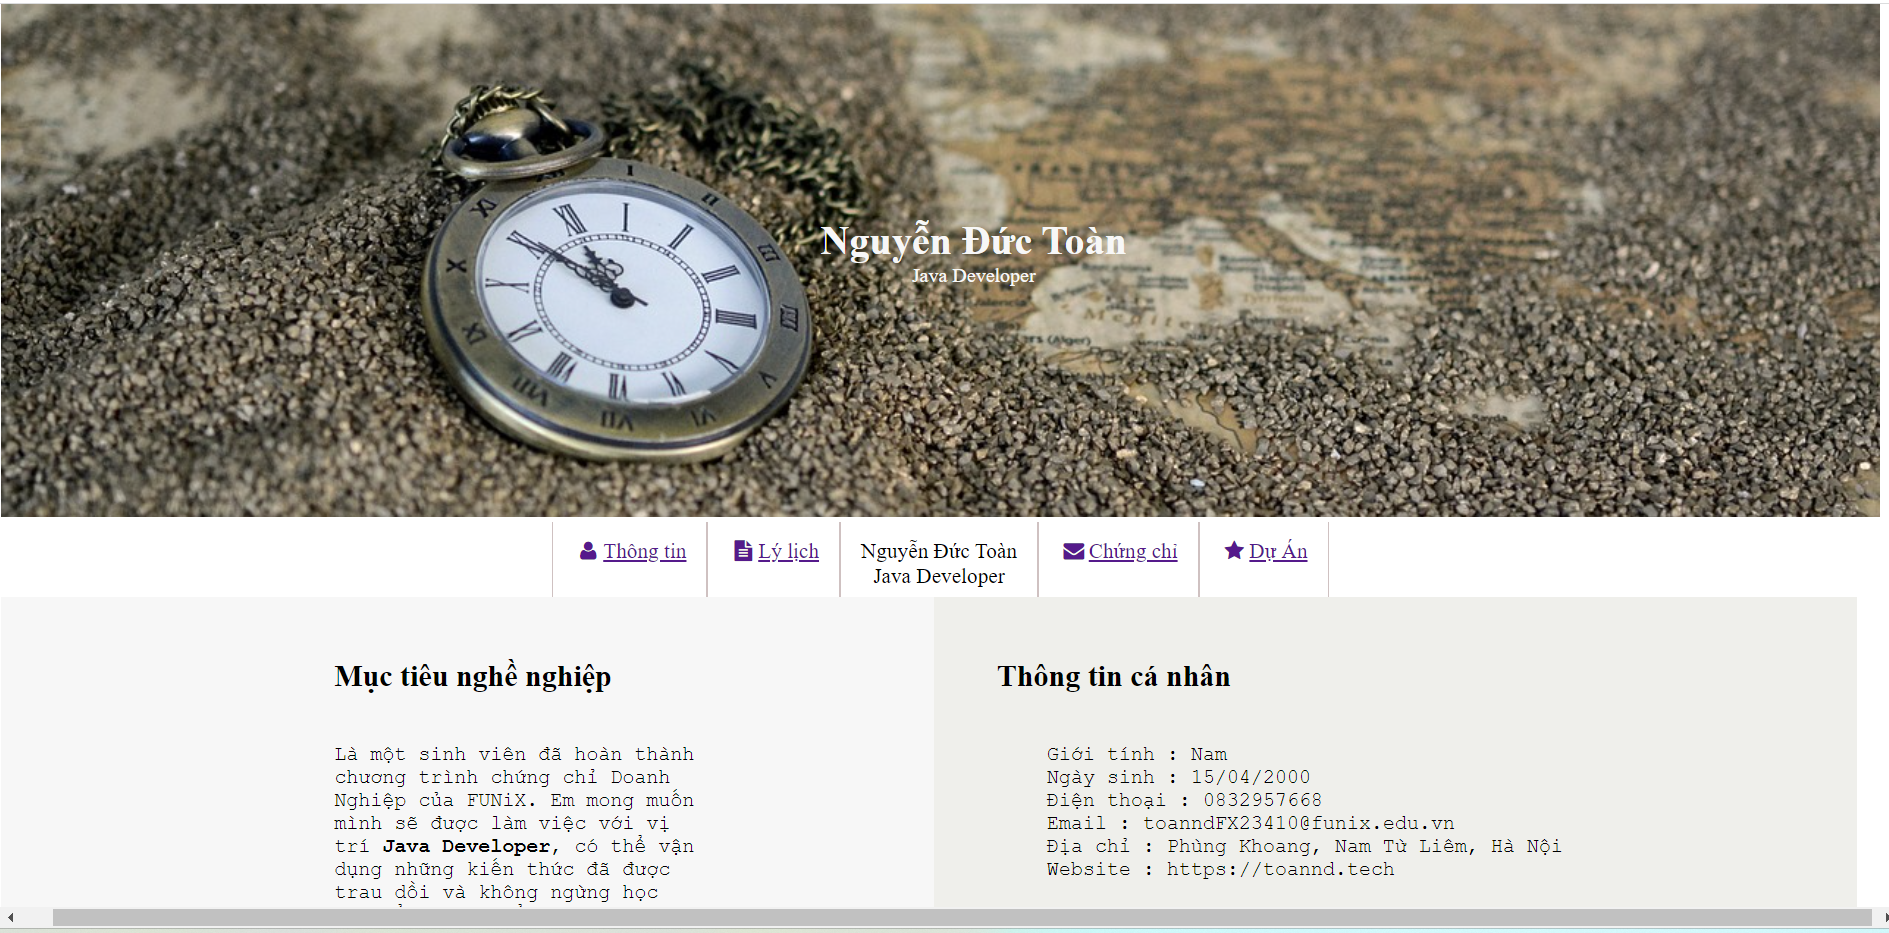 Nguyễn Đức Toàn
Java Developer
Thông tin
Lý lịch
Nguyễn Đức Toàn
Java Developer
Chứng chỉ
Dự Án
Mục tiêu nghề nghiệp
Là một sinh viên đã hoàn thành
chương trình chứng chỉ Doanh
Nghiệp của FUNiX. Em mong muốn
mình sẽ được làm việc với vị
trí Java Developer, có thể vận
dụng những kiến thức đã được
trau dồi và không ngừng học
Thông tin cá nhân
Giới tính : Nam
Ngày sinh : 15/04/2000
Điện thoại : 0832957668
Email : toanndFX23410@funix.edu.vn
Địa chỉ : Phùng Khoang, Nam Từ Liêm, Hà Nội
Website : https://toannd.tech